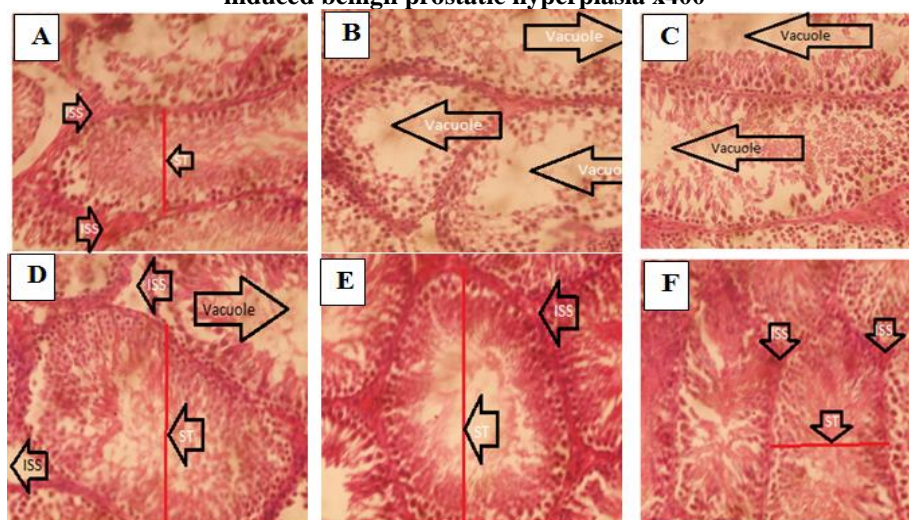 induced benign prostatic hyperplasia x400
A
B
C
Vacuole
Vacuole
ISS
Vacuole
Vacuole
ST
Vacuole
ISS
D
E
F
ISS
Vacuole
ISS
ISS
ISS
ST
ST
ST
ISS